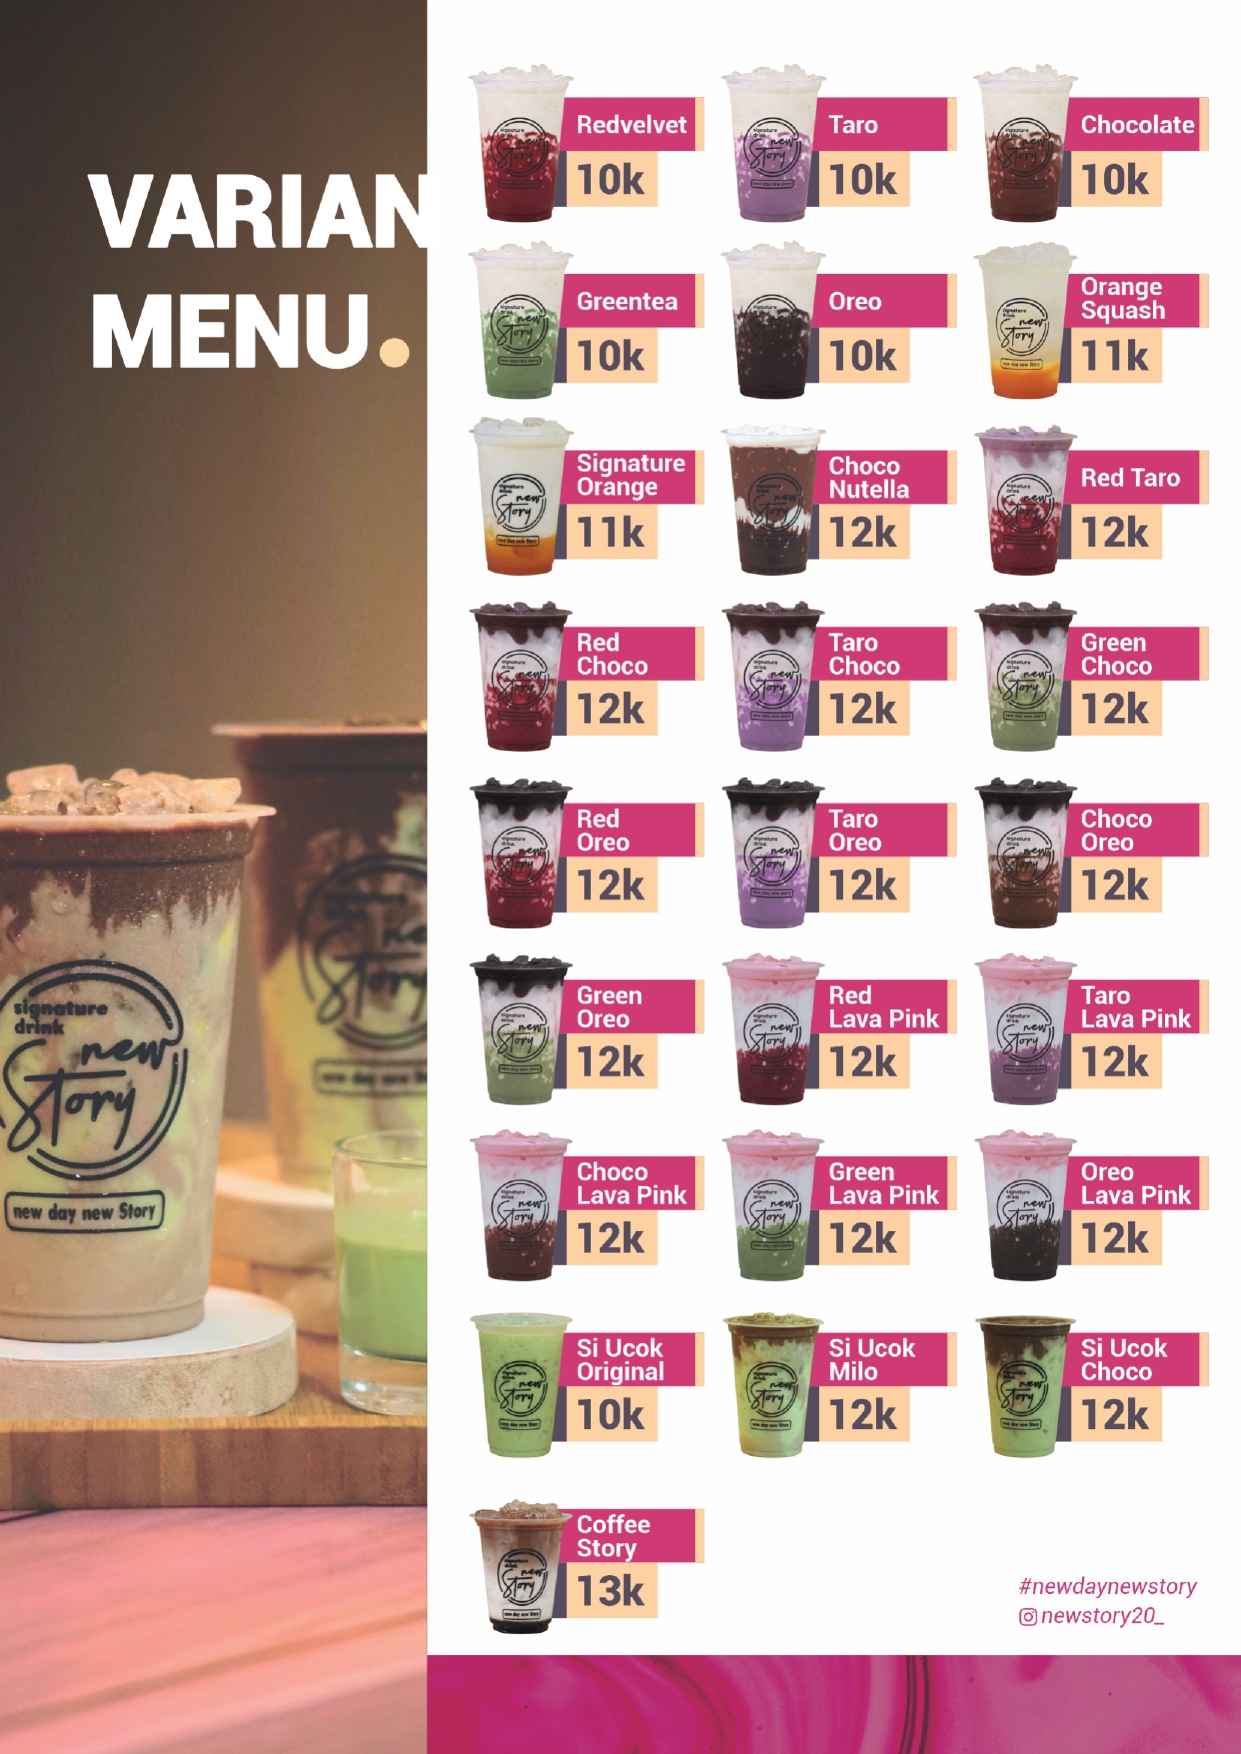 VARIAN
MENU.
Redvelvet
10k
Taro
10k
Chocolate
10k
Greentea
10k
Oreo
10k
Orange
Squash
11k
Signature
Orange
11k
Choco
Nutella
12k
Red Taro
12k
Red
Choco
12k
Taro
Choco
12k
Green
Choco
12k
Red
Oreo
12k
Taro
Oreo
12k
Choco
Oreo
12k
Green
Oreo
12k
Red
Lava Pink
12k
Taro
Lava Pink
12k
Choco
Lava Pink
12k
Green
Lava Pink
12k
Oreo
Lava Pink
12k
Si Ucok
Original
10k
Si Ucok
Milo
12k
Si Ucok
Choco
12k
Coffee
Story
13k
signature
drink
new
Story
new day new Story
#newdaynewstory
newstory20_